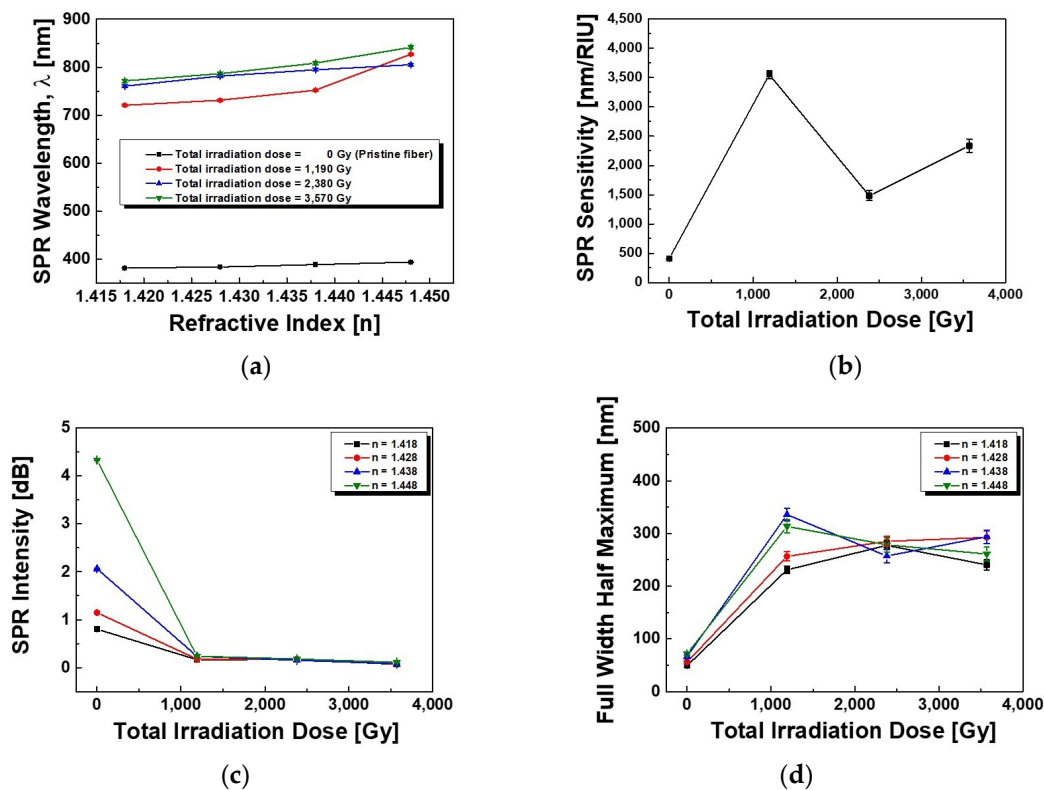 900
800
700
600
500
400
SPR Wavelength, λ [nm]
Total irradiation dose = 0 Gy (Pristine fiber)
Total irradiation dose = 1,190 Gy
Total irradiation dose = 2,380 Gy
Total irradiation dose = 3,570 Gy
1.415 1.420 1.425 1.430 1.435 1.440 1.445 1.450
Refractive Index [n]
(a)
4,500
4,000
3,500
3,000
2,500
2,000
1,500
1,000
500
0
SPR Sensitivity [nm/RIU]
0 1,000 2,000 3,000 4,000
Total Irradiation Dose [Gy]
(b)
5
4
3
2
1
0
SPR Intensity [dB]
n = 1.418
n = 1.428
n = 1.438
n = 1.448
0 1,000 2,000 3,000 4,000
Total Irradiation Dose [Gy]
(c)
500
400
300
200
100
0
Full Width Half Maximum [nm]
n = 1.418
n = 1.428
n = 1.438
n = 1.448
0 1,000 2,000 3,000 4,000
Total Irradiation Dose [Gy]
(d)